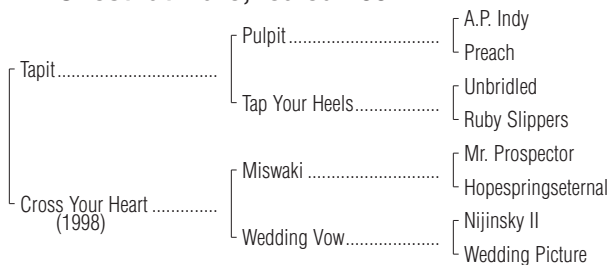 A.P. Indy
Pulpit
Preach
Tapit
Unbridled
Tap Your Heels
Ruby Slippers
Mr. Prospector
Miswaki
Hopespringseternal
Cross Your Heart
(1998)
Nijinsky II
Wedding Vow
Wedding Picture